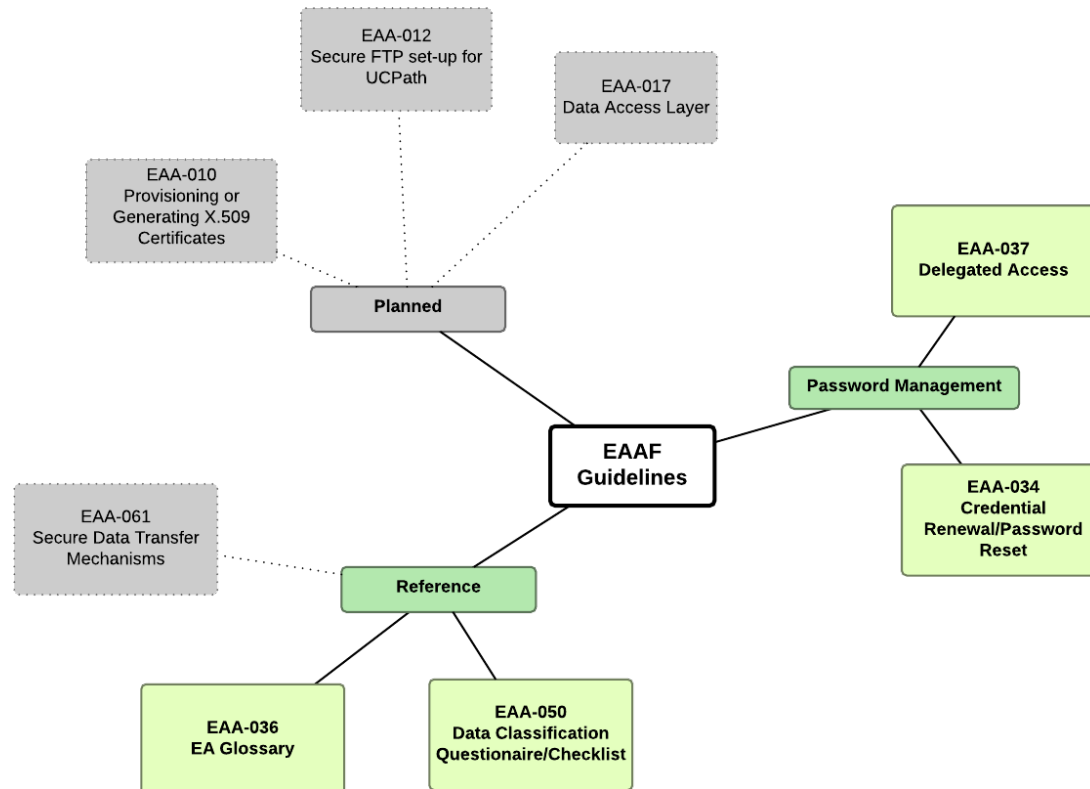 EAA-012
Secure FTP set-up for
UCPath
EAA-017
Data Access Layer
EAA-010
Provisioning or
Generating X.509
Certificates
EAA-037
Delegated Access
Planned
Password Management
EAAF
Guidelines
EAA-034
Credential
Renewal/Password
Reset
EAA-061
Secure Data Transfer
Mechanisms
Reference
EAA-036
EA Glossary
EAA-050
Data Classification
Questionaire/Checklist